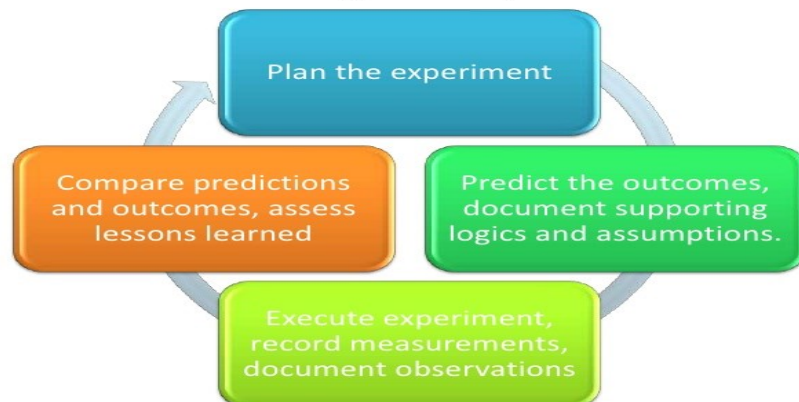 Plan the experiment
Predict the outcomes,
document supporting
logics and assumptions.
Execute experiment,
record measurements,
document observations
Compare predictions
and outcomes, assess
lessons learned